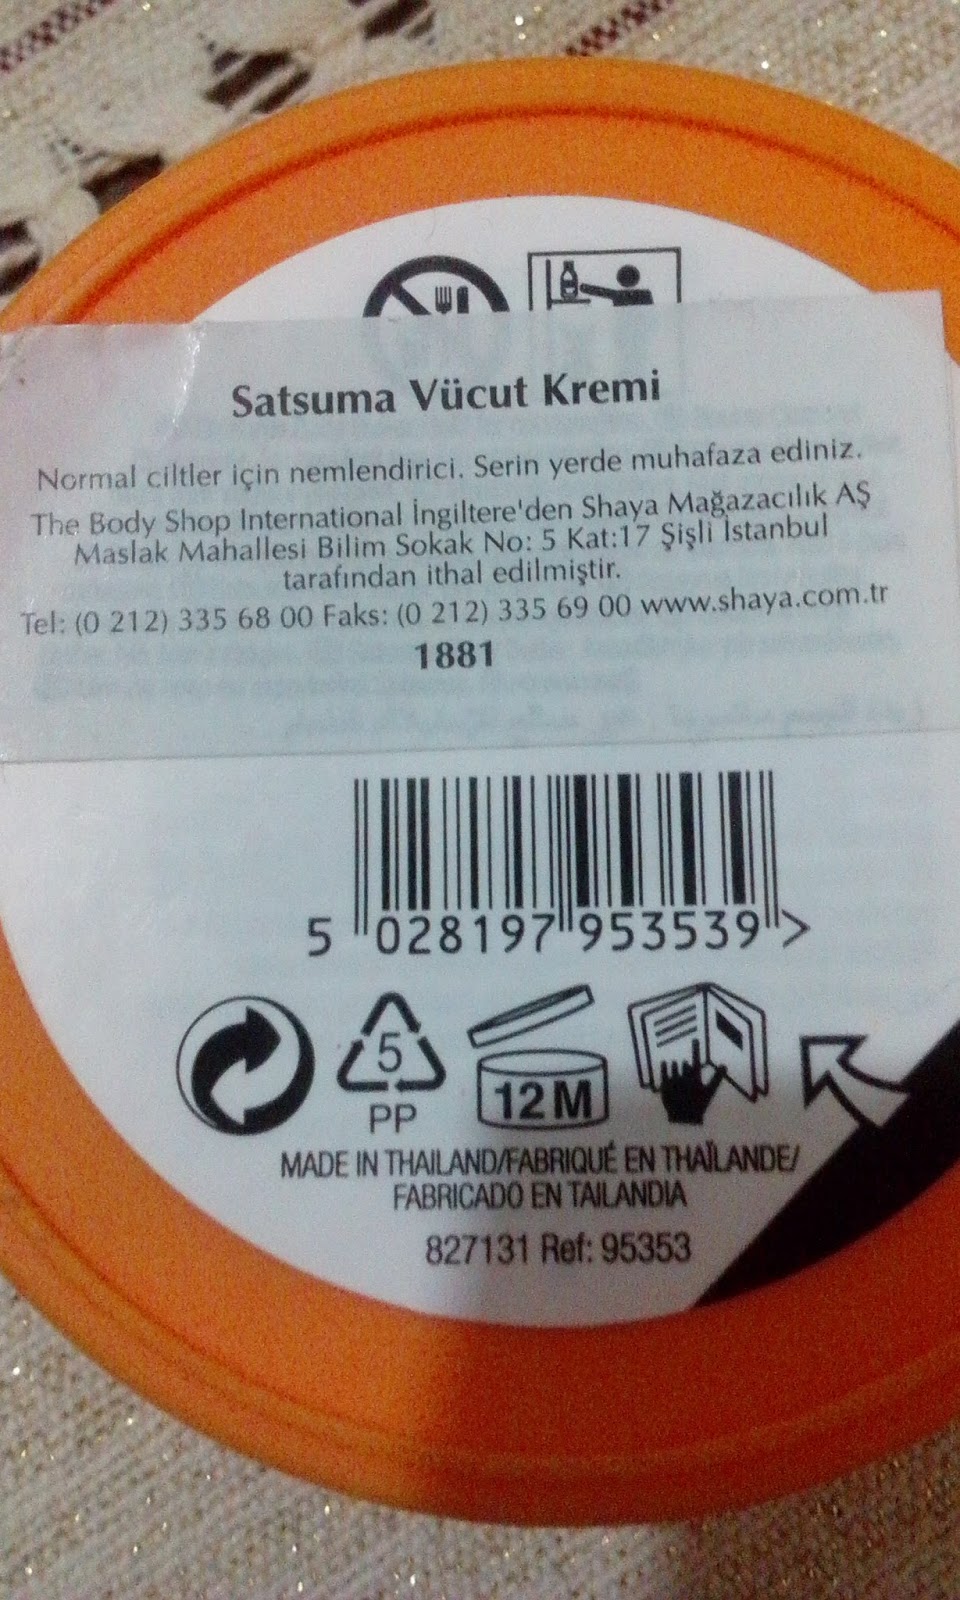 Satsuma Vücut Kremi
Normal ciltler için nemlendirici. Serin yerde muhafaza ediniz.
The Body Shop International İngiltere'den Shaya Mağazacılık AŞ
Maslak Mahallesi Bilim Sokak No: 5 Kat:17 Şişli İstanbul
tarafından ithal edilmiştir.
Tel: (0 212) 335 68 00 Faks: (0 212) 335 69 00 www.shaya.com.tr
1881
5 028197 953539 >
5
PP
12 M
MADE IN THAILAND/FABRIQUÉ EN THAÏLANDE/
FABRICADO EN TAILANDIA
827131 Ref: 95353